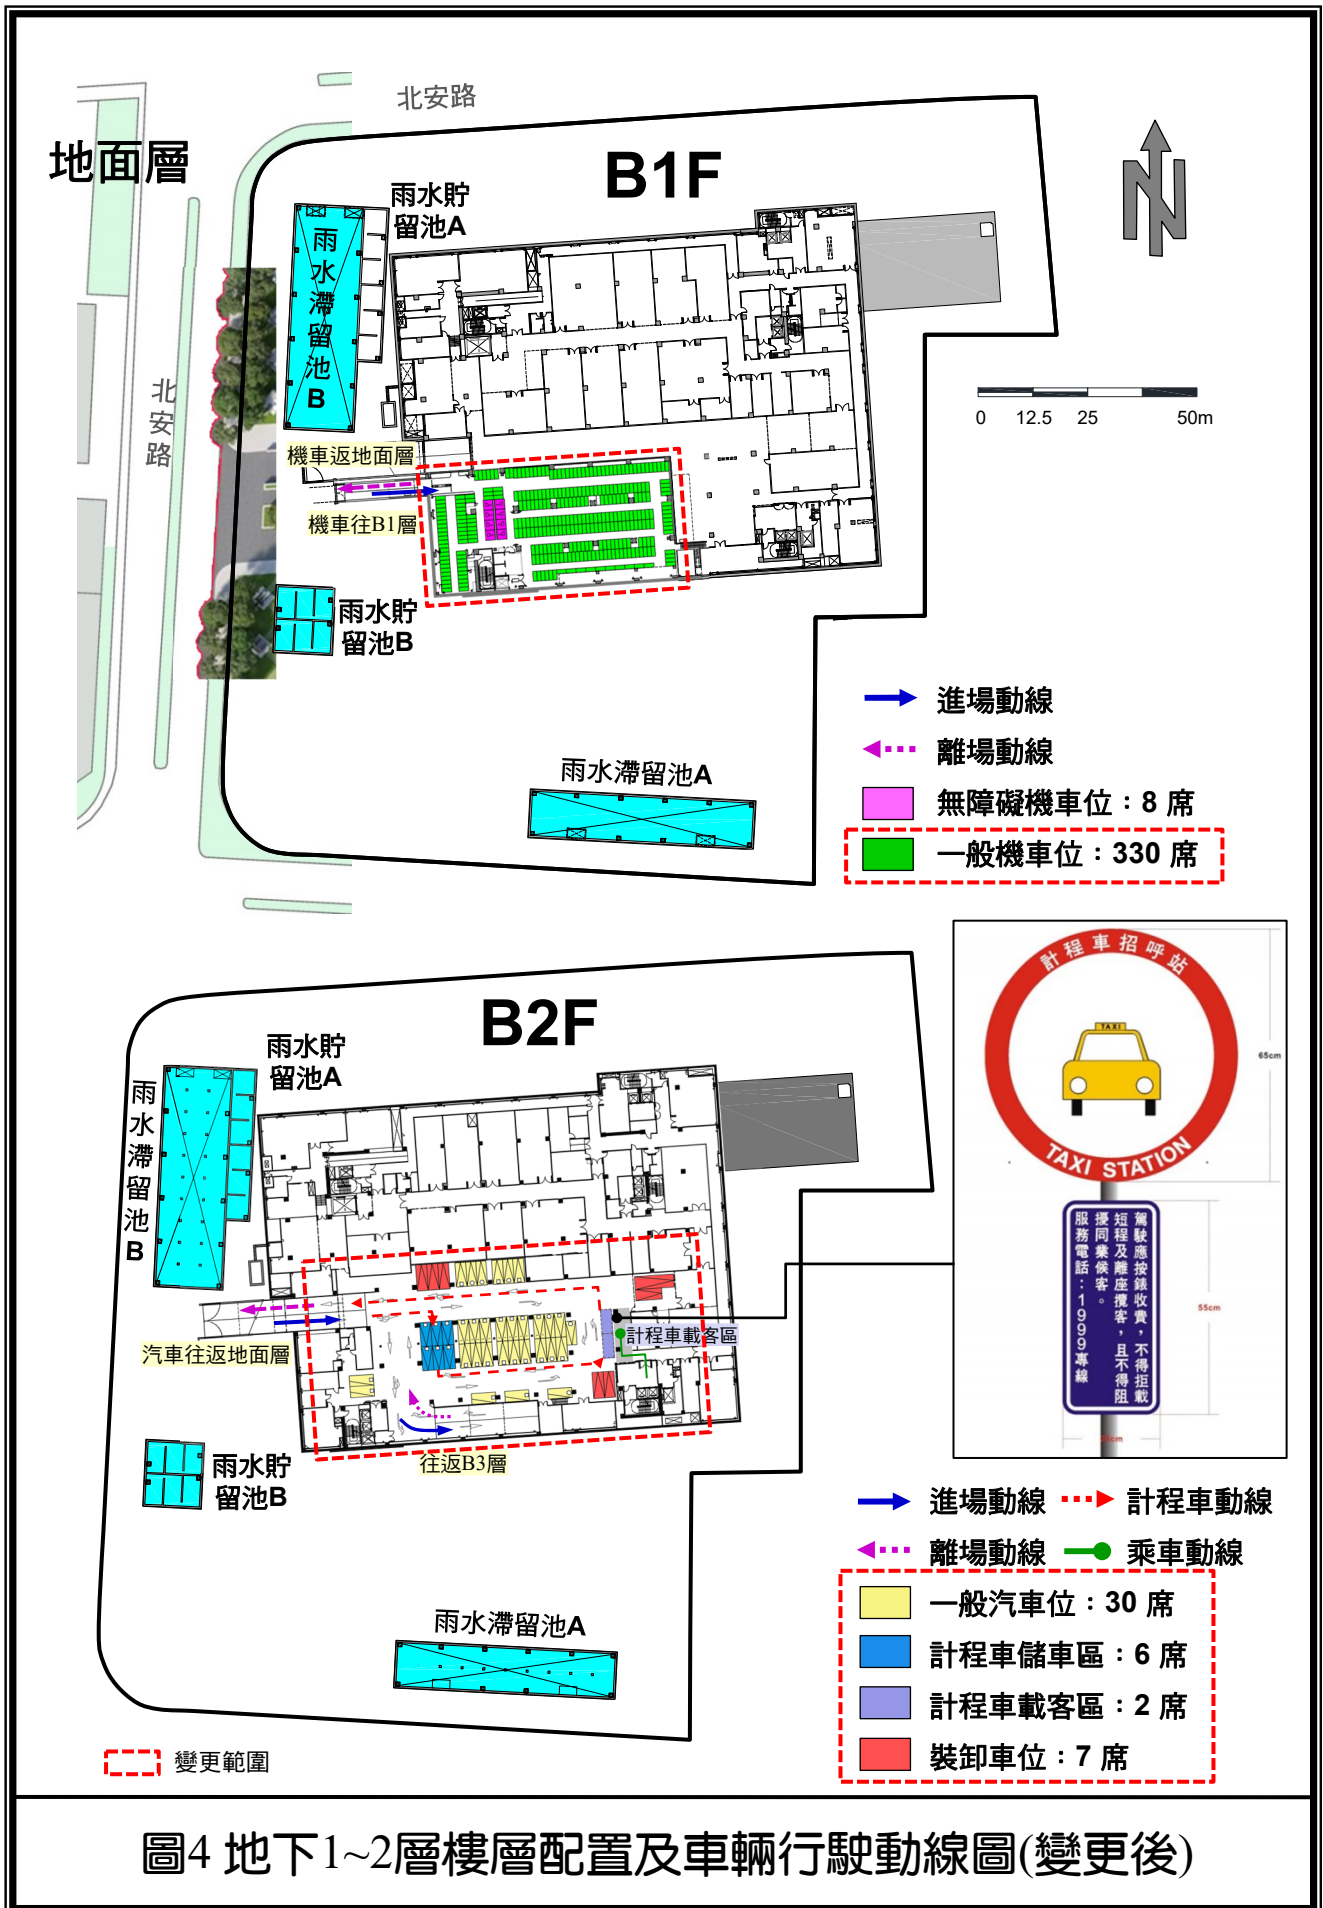 北安路
地面層
B1F
雨水貯
留池A
雨水滯留池B
北安路
0 12.5 25 50m
機車返地面層
機車往B1層
雨水貯
留池B
進場動線
離場動線
無障礙機車位：8 席
一般機車位：330 席
雨水滯留池A
B2F
雨水貯
留池A
雨水滯留池B
計程車招呼站
TAXI
TAXI STATION
65cm
駕駛應按錶收費，不得拒載
短程及離座攬客，且不得阻
擾同業候客。
服務電話：1999專線
55cm
計程車載客區
汽車往返地面層
往返B3層
雨水貯
留池B
進場動線
計程車動線
離場動線
乘車動線
一般汽車位：30 席
計程車儲車區：6 席
計程車載客區：2 席
裝卸車位：7 席
雨水滯留池A
變更範圍
圖4 地下1~2層樓層配置及車輛行駛動線圖(變更後)